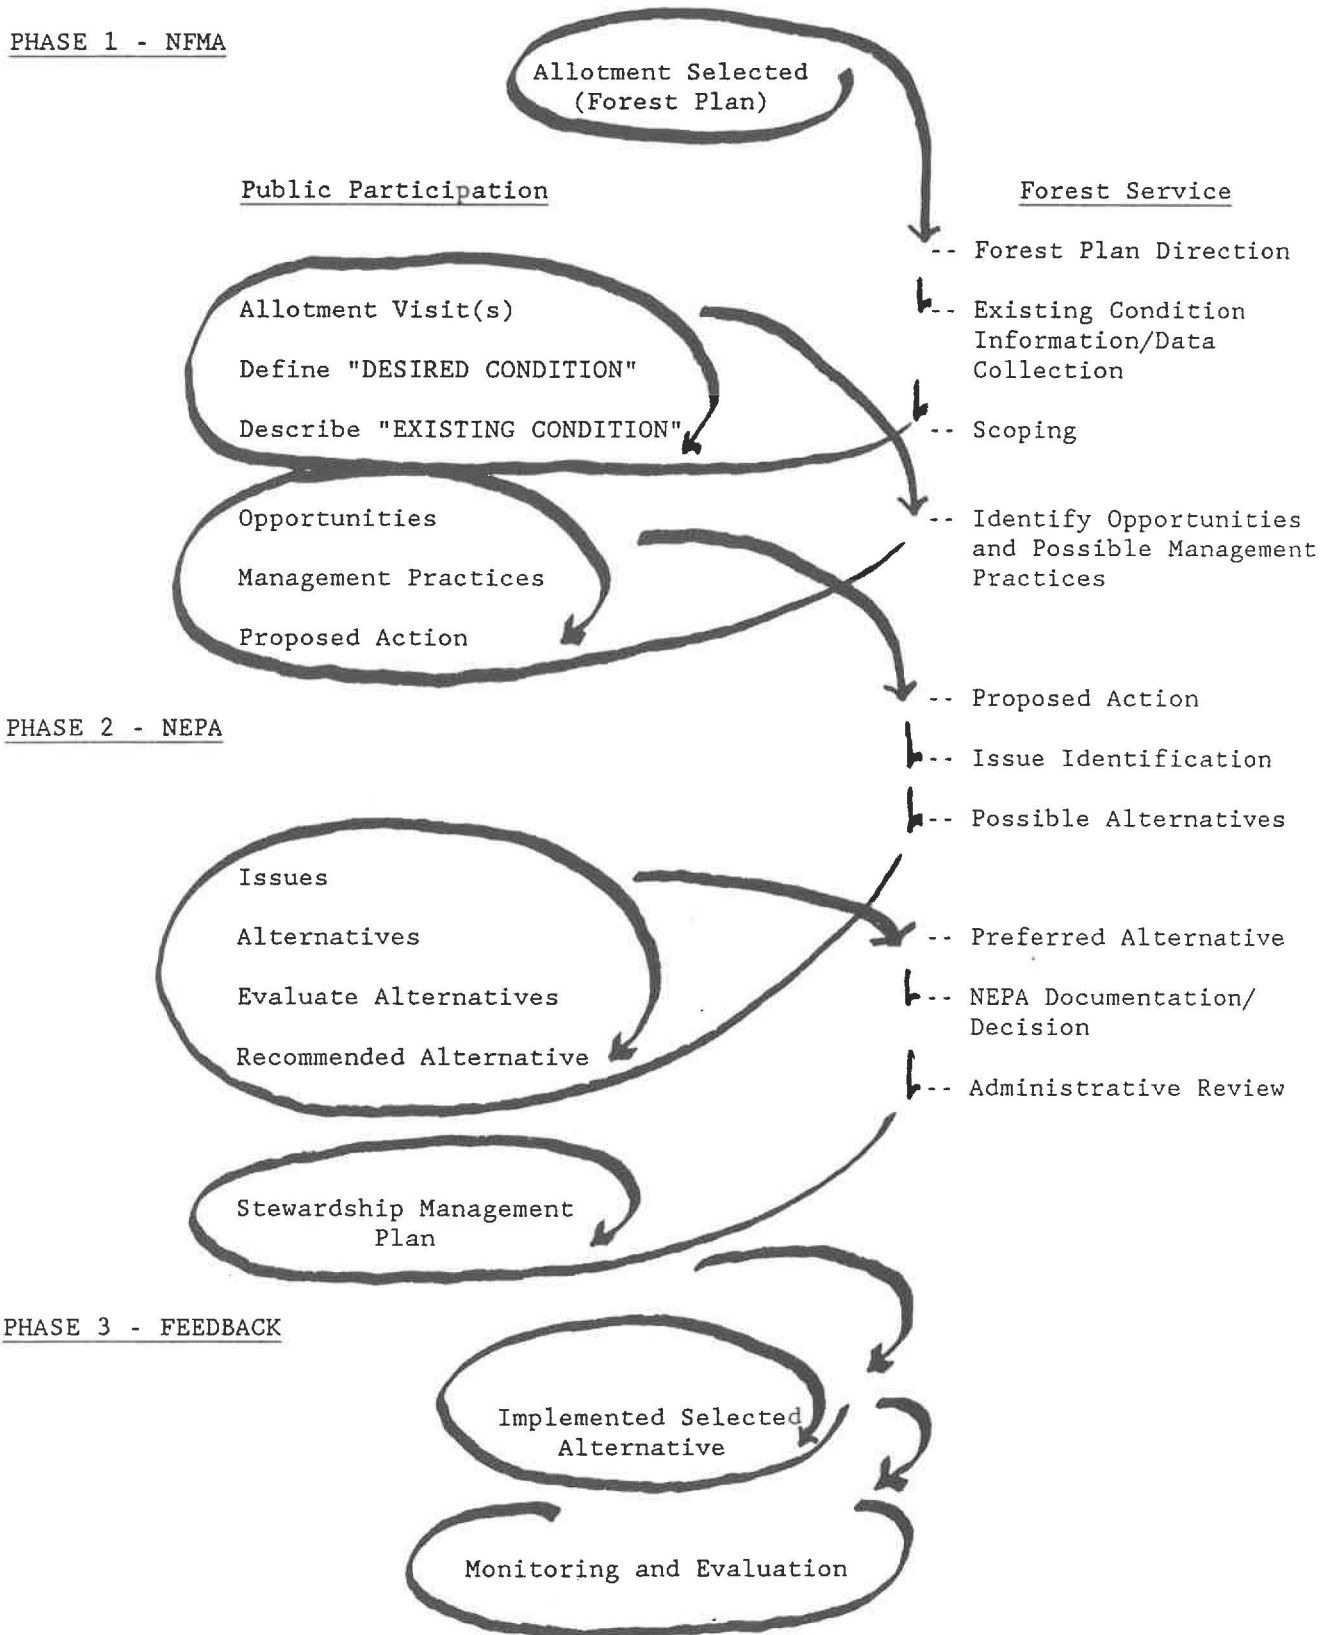 PHASE 1 - NFMA
Allotment Selected
(Forest Plan)
Public Participation
Forest Service
-- Forest Plan Direction
Allotment Visit(s)
-- Existing Condition
Information/Data
Collection
Define "DESIRED CONDITION"
Describe "EXISTING CONDITION"
-- Scoping
Opportunities
-- Identify Opportunities
and Possible Management
Practices
Management Practices
Proposed Action
-- Proposed Action
PHASE 2 - NEPA
-- Issue Identification
-- Possible Alternatives
Issues
Alternatives
-- Preferred Alternative
Evaluate Alternatives
-- NEPA Documentation/
Decision
Recommended Alternative
-- Administrative Review
Stewardship Management
Plan
PHASE 3 - FEEDBACK
Implemented Selected
Alternative
Monitoring and Evaluation